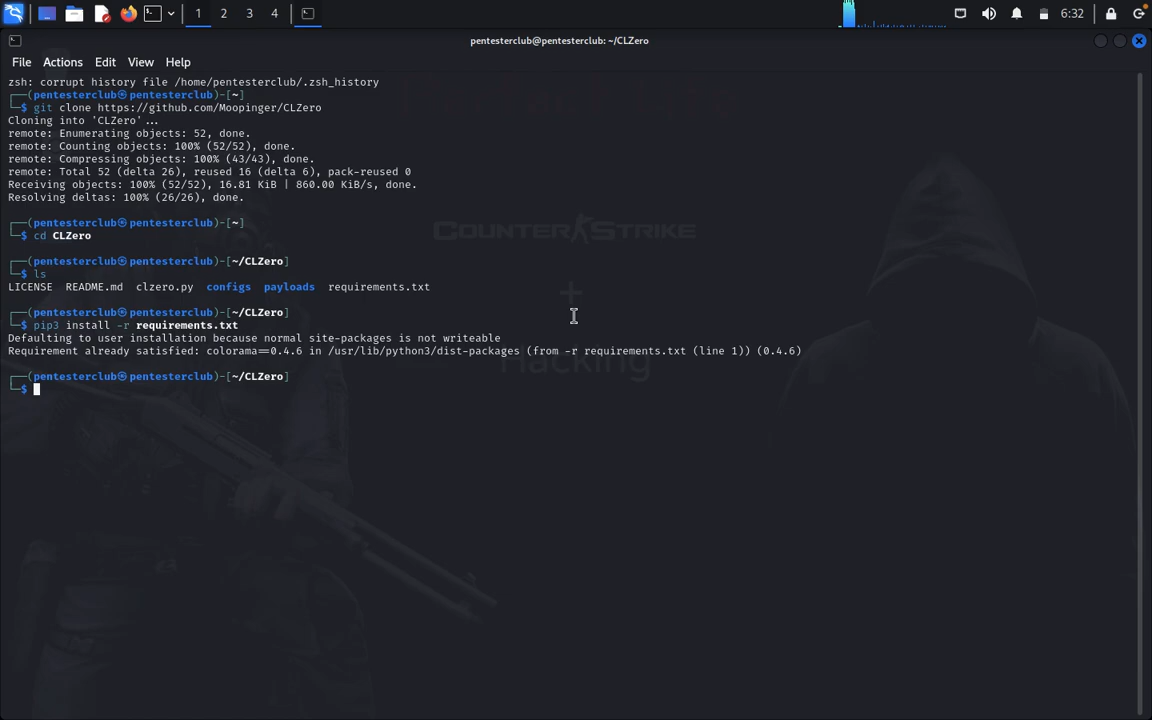 1 2 3 4 6:32
pentesterclub@pentesterclub: ~/CLZero
File Actions Edit View Help
zsh: corrupt history file /home/pentesterclub/.zsh_history
┌──(pentesterclub㉿pentesterclub)-[~]
└─$ git clone https://github.com/Moopinger/CLZero
Cloning into 'CLZero'...
remote: Enumerating objects: 52, done.
remote: Counting objects: 100% (52/52), done.
remote: Compressing objects: 100% (43/43), done.
remote: Total 52 (delta 26), reused 16 (delta 6), pack-reused 0
Receiving objects: 100% (52/52), 16.81 KiB | 860.00 KiB/s, done.
Resolving deltas: 100% (26/26), done.
┌──(pentesterclub㉿pentesterclub)-[~]
└─$ cd CLZero
┌──(pentesterclub㉿pentesterclub)-[~/CLZero]
└─$ ls
LICENSE README.md clzero.py configs payloads requirements.txt
┌──(pentesterclub㉿pentesterclub)-[~/CLZero]
└─$ pip3 install -r requirements.txt
Defaulting to user installation because normal site-packages is not writeable
Requirement already satisfied: colorama==0.4.6 in /usr/lib/python3/dist-packages (from -r requirements.txt (line 1)) (0.4.6)
┌──(pentesterclub㉿pentesterclub)-[~/CLZero]
└─$
COUNTER STRIKE
+
Hacking